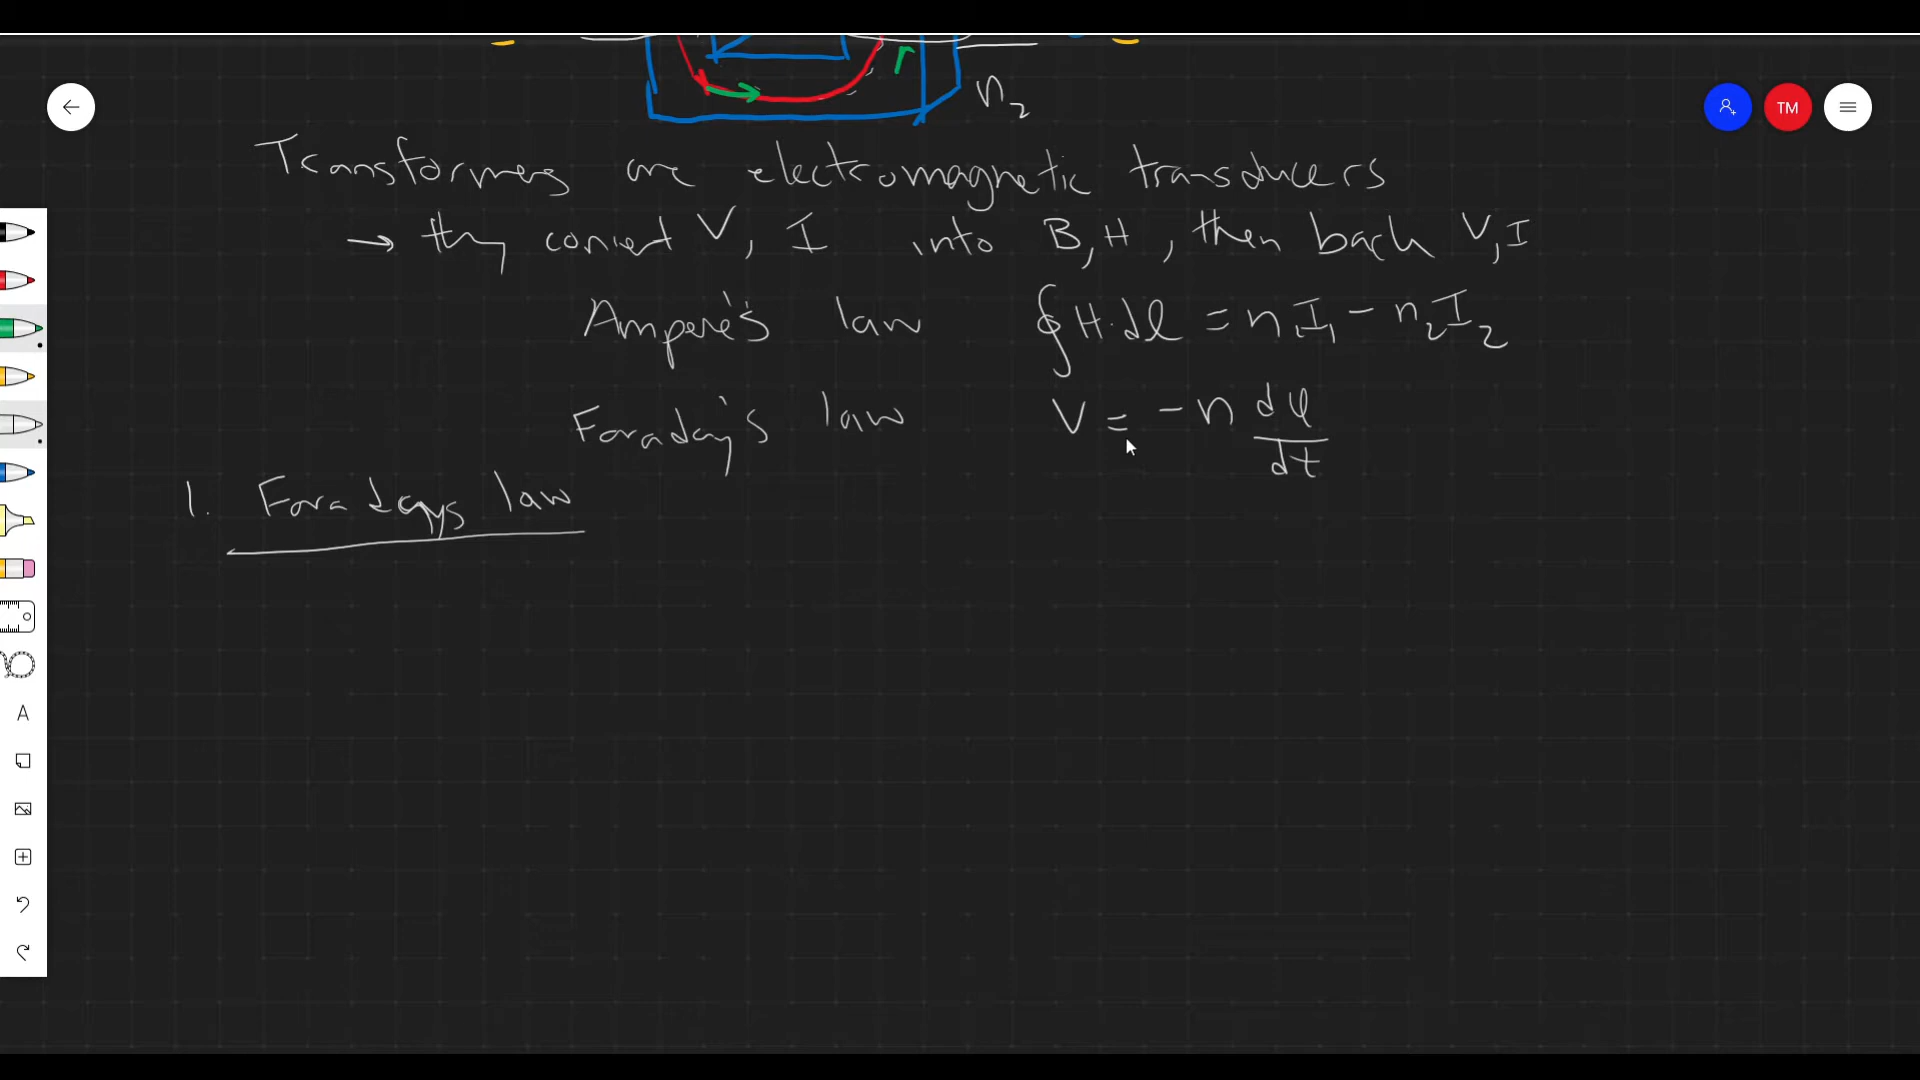 r
n₂
TM
Transformers are electromagnetic transducers
→ they convert V, I into B, H, then back V, I
Ampere's law ∮H·dl = n₁I₁ - n₂I₂
Faraday's law V = -n dφ/dt
1. Faradays law
A